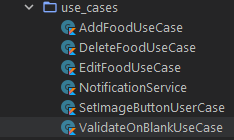 use_cases
AddFoodUseCase
DeleteFoodUseCase
EditFoodUseCase
NotificationService
SetImageButtonUserCase
ValidateOnBlankUseCase